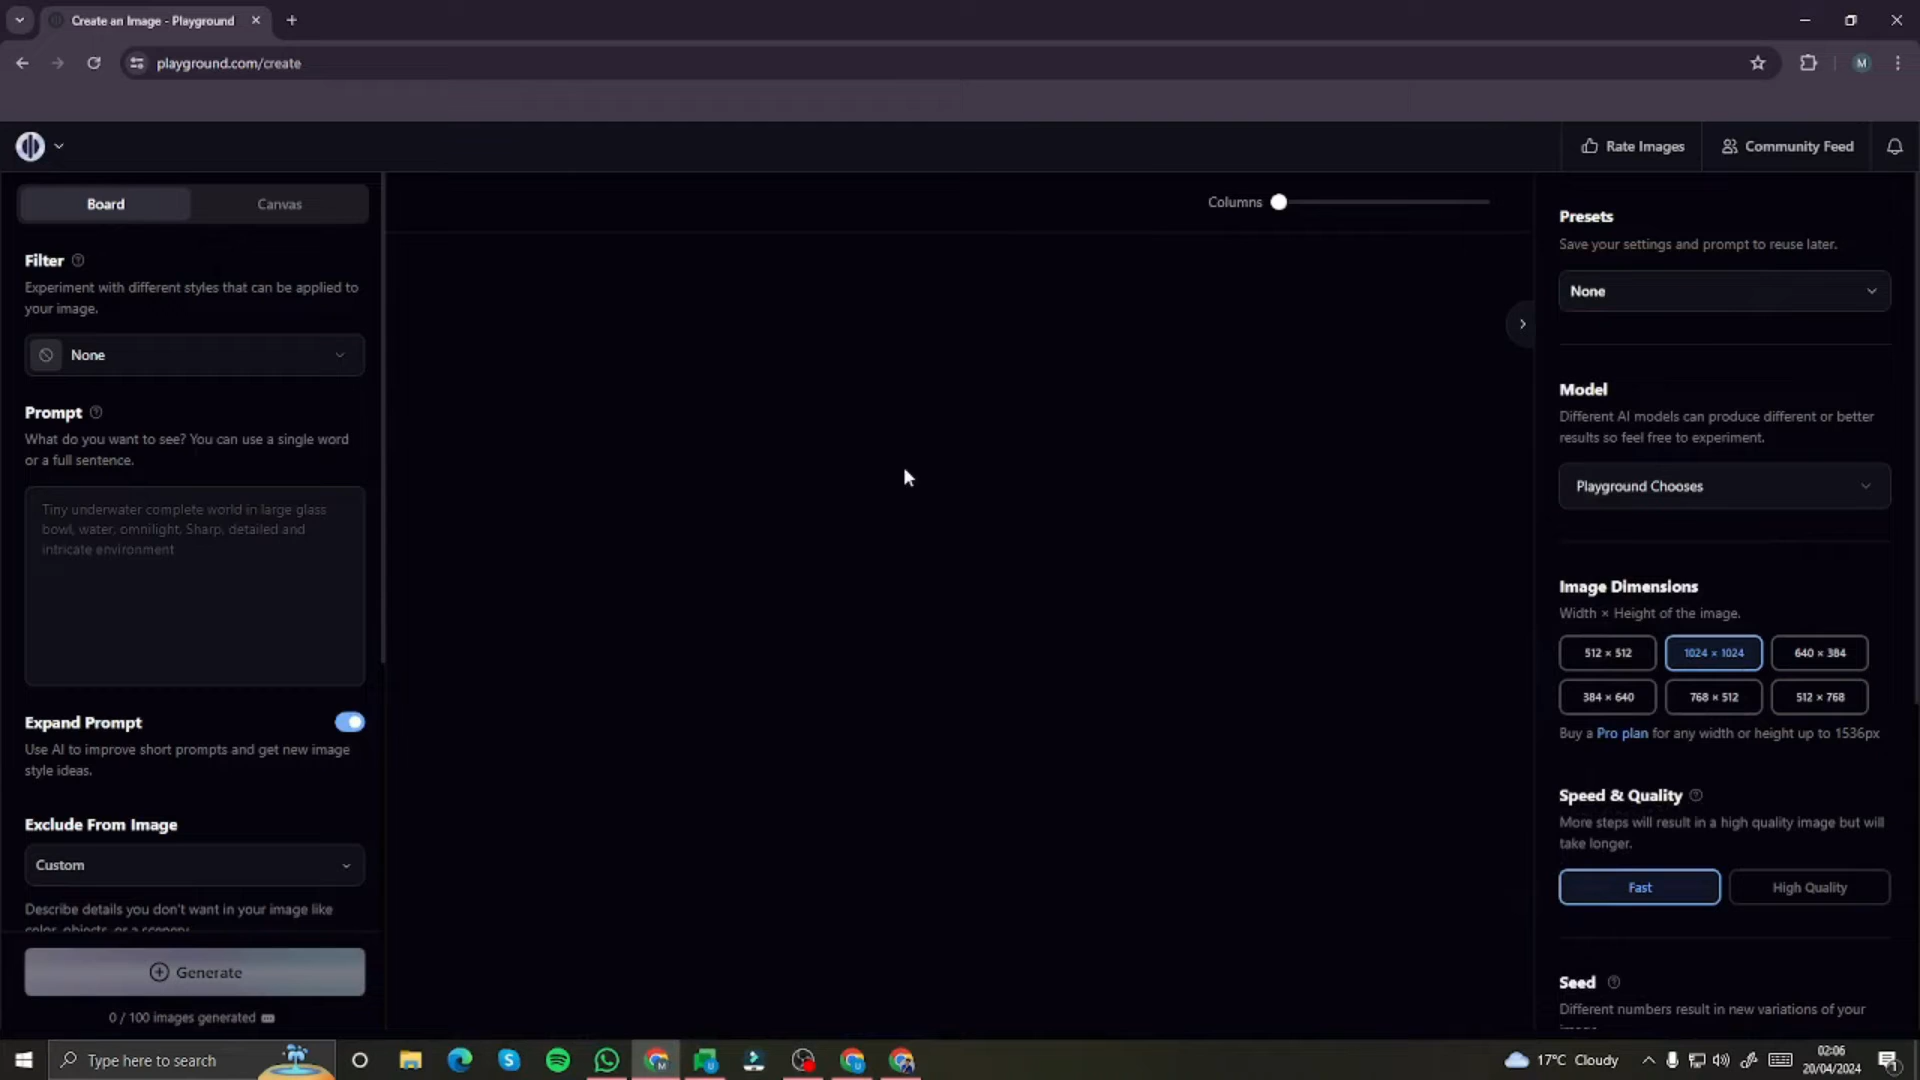 Create an Image - Playground
playground.com/create
M
Rate Images
Community Feed
Board
Canvas
Columns
Filter
Experiment with different styles that can be applied to
your image.
None
Prompt
What do you want to see? You can use a single word
or a full sentence.
Tiny underwater complete world in large glass
bowl, water, omnilight, Sharp, detailed and
intricate environment
Expand Prompt
Use AI to improve short prompts and get new image
style ideas.
Exclude From Image
Custom
Describe details you don't want in your image like
color, objects, or a scenery
Generate
0 / 100 images generated
Presets
Save your settings and prompt to reuse later.
None
Model
Different AI models can produce different or better
results so feel free to experiment.
Playground Chooses
Image Dimensions
Width × Height of the image.
512 × 512
1024 × 1024
640 × 384
384 × 640
768 × 512
512 × 768
Buy a Pro plan for any width or height up to 1536px
Speed & Quality
More steps will result in a high quality image but will
take longer.
Fast
High Quality
Seed
Different numbers result in new variations of your
image
Type here to search
17°C Cloudy
02:06
20/04/2024